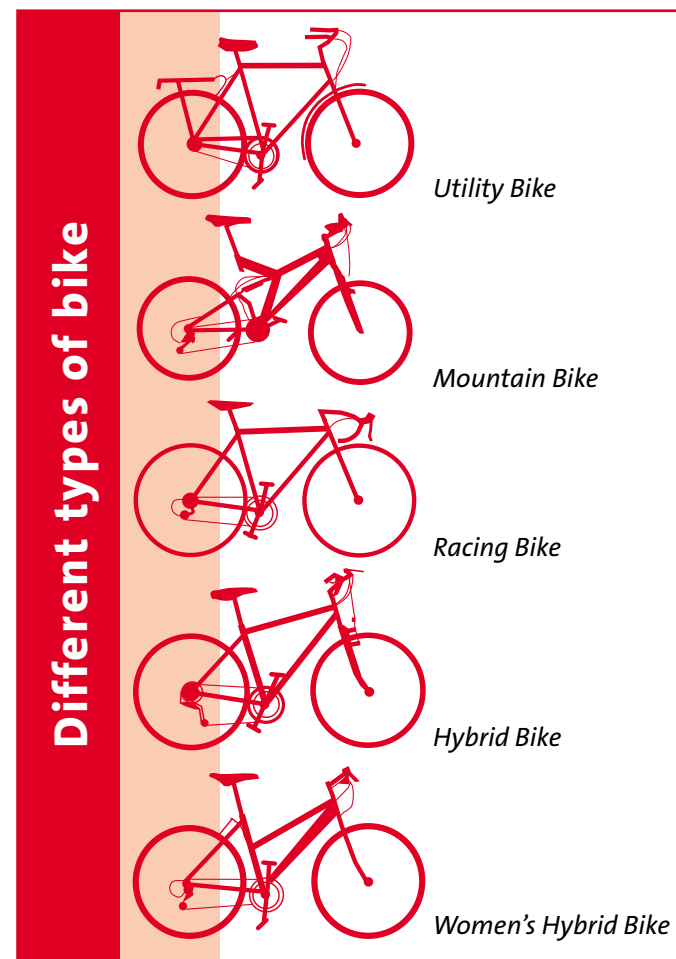 Different types of bike
Utility Bike
Mountain Bike
Racing Bike
Hybrid Bike
Women's Hybrid Bike